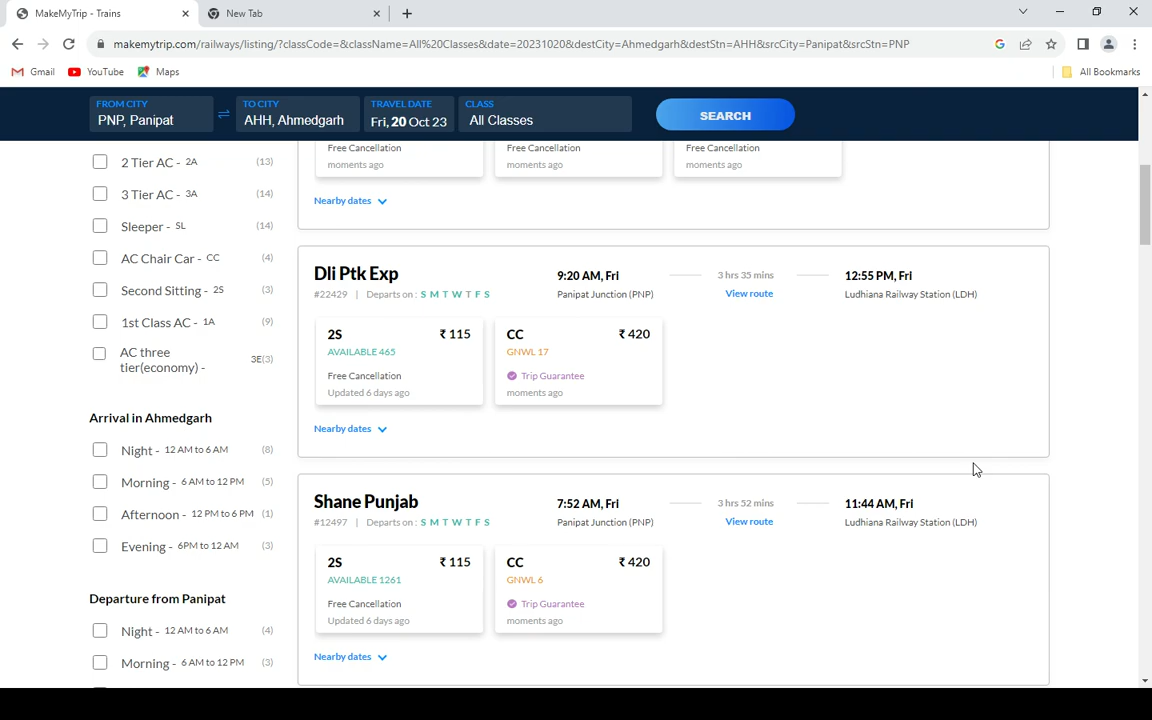 MakeMyTrip - Trains
New Tab
makemytrip.com/railways/listing/?classCode=&className=All%20Classes&date=20231020&destCity=Ahmedgarh&destStn=AHH&srcCity=Panipat&srcStn=PNP
Gmail YouTube Maps All Bookmarks
FROM CITY TO CITY TRAVEL DATE CLASS
PNP, Panipat AHH, Ahmedgarh Fri, 20 Oct 23 All Classes SEARCH
2 Tier AC - 2A (13)
3 Tier AC - 3A (14)
Sleeper - SL (14)
AC Chair Car - CC (4)
Second Sitting - 2S (3)
1st Class AC - 1A (9)
AC three
tier(economy) - 3E(3)
Arrival in Ahmedgarh
Night - 12 AM to 6 AM (8)
Morning - 6 AM to 12 PM (5)
Afternoon - 12 PM to 6 PM (1)
Evening - 6PM to 12 AM (3)
Departure from Panipat
Night - 12 AM to 6 AM (4)
Morning - 6 AM to 12 PM (3)
Free Cancellation Free Cancellation Free Cancellation
moments ago moments ago moments ago
Nearby dates
Dli Ptk Exp 9:20 AM, Fri 3 hrs 35 mins 12:55 PM, Fri
#22429 | Departs on : S M T W T F S Panipat Junction (PNP) View route Ludhiana Railway Station (LDH)
2S ₹ 115 CC ₹ 420
AVAILABLE 465 GNWL 17
Free Cancellation Trip Guarantee
Updated 6 days ago moments ago
Nearby dates
Shane Punjab 7:52 AM, Fri 3 hrs 52 mins 11:44 AM, Fri
#12497 | Departs on : S M T W T F S Panipat Junction (PNP) View route Ludhiana Railway Station (LDH)
2S ₹ 115 CC ₹ 420
AVAILABLE 1261 GNWL 6
Free Cancellation Trip Guarantee
Updated 6 days ago moments ago
Nearby dates